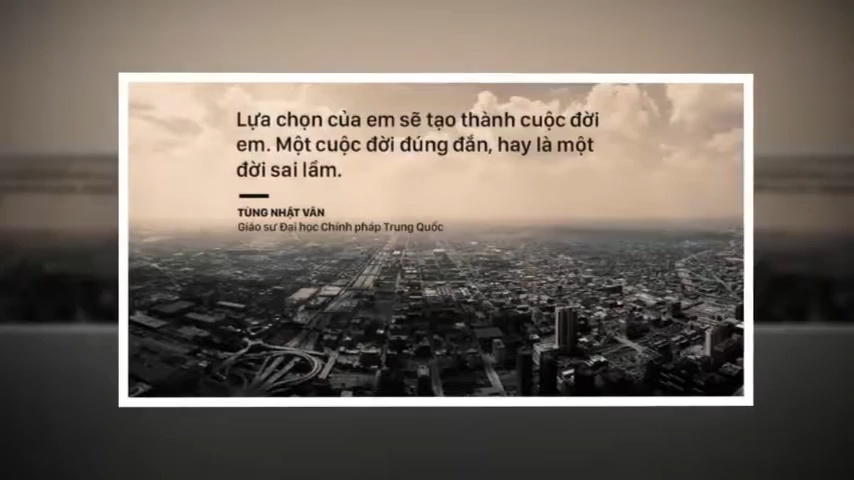 Lựa chọn của em sẽ tạo thành cuộc đời
em. Một cuộc đời đúng đắn, hay là một
đời sai lầm.
TÙNG NHẬT VÂN
Giáo sư Đại học Chính pháp Trung Quốc